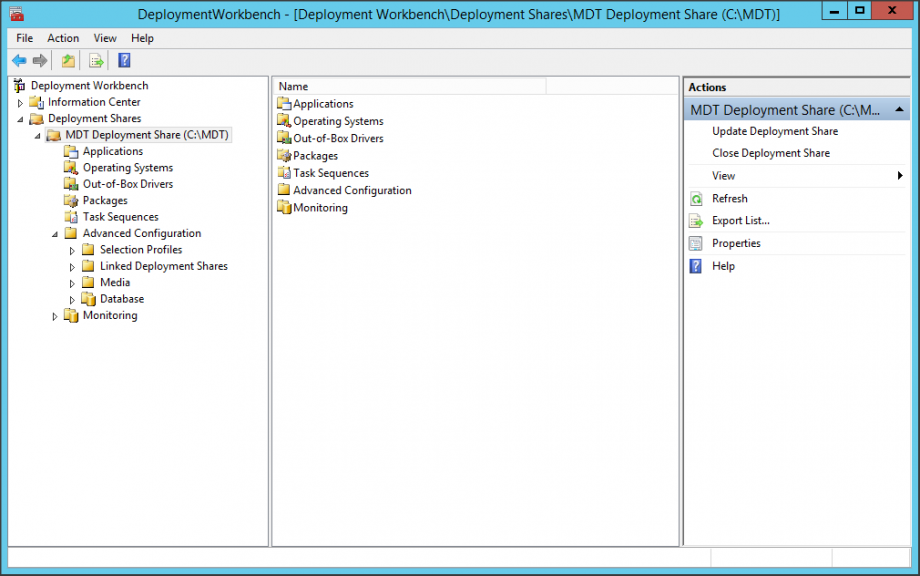 DeploymentWorkbench - [Deployment Workbench\Deployment Shares\MDT Deployment Share (C:\MDT)]
File Action View Help
Deployment Workbench
Information Center
Deployment Shares
MDT Deployment Share (C:\MDT)
Applications
Operating Systems
Out-of-Box Drivers
Packages
Task Sequences
Advanced Configuration
Selection Profiles
Linked Deployment Shares
Media
Database
Monitoring
Name
Applications
Operating Systems
Out-of-Box Drivers
Packages
Task Sequences
Advanced Configuration
Monitoring
Actions
MDT Deployment Share (C:\M...
Update Deployment Share
Close Deployment Share
View
Refresh
Export List...
Properties
Help